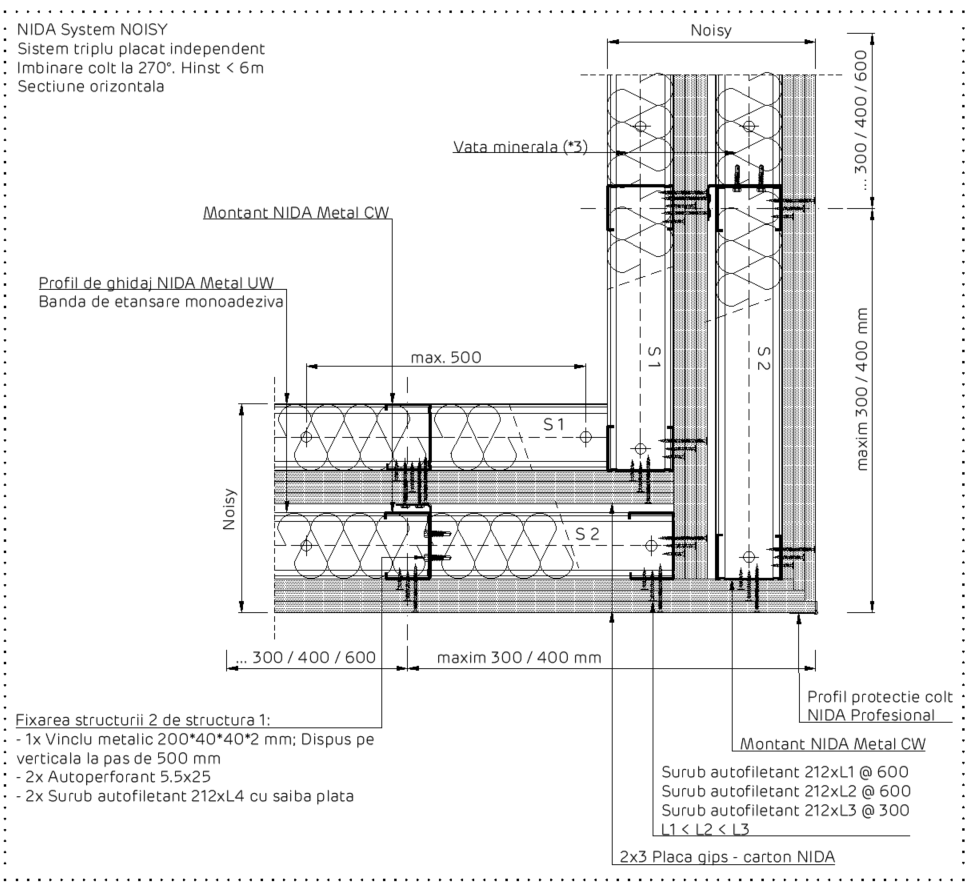 NIDA System NOISY
Sistem triplu placat independent
Imbinare colt la 270°. Hinst < 6m
Sectiune orizontala
Noisy
... 300 / 400 / 600
Vata minerala (*3)
Montant NIDA Metal CW
Profil de ghidaj NIDA Metal UW
Banda de etansare monoadeziva
max. 500
S 1
S 2
maxim 300 / 400 mm
S 1
Noisy
S 2
... 300 / 400 / 600
maxim 300 / 400 mm
Profil protectie colt
NIDA Profesional
Fixarea structurii 2 de structura 1:
- 1x Vinclu metalic 200*40*40*2 mm; Dispus pe
verticala la pas de 500 mm
- 2x Autoperforant 5.5x25
- 2x Surub autofiletant 212xL4 cu saiba plata
Montant NIDA Metal CW
Surub autofiletant 212xL1 @ 600
Surub autofiletant 212xL2 @ 600
Surub autofiletant 212xL3 @ 300
L1 < L2 < L3
2x3 Placa gips - carton NIDA